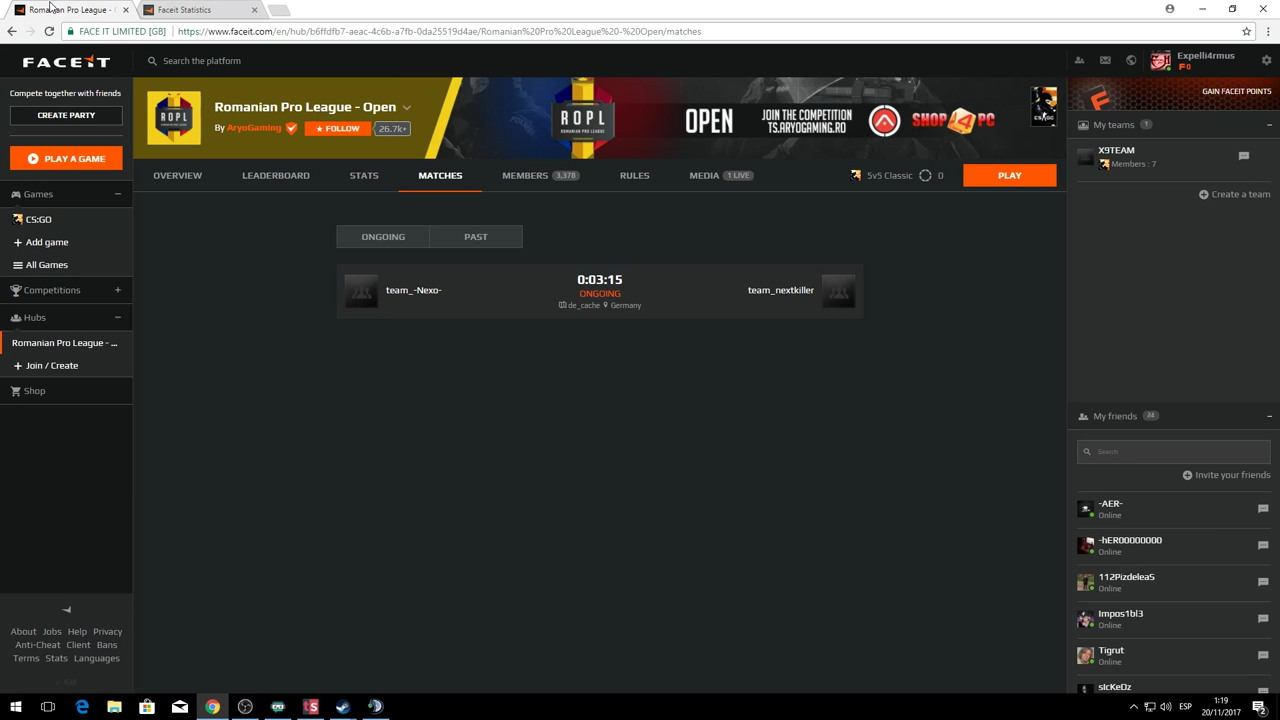 Romanian Pro League -
Faceit Statistics
FACE IT LIMITED [GB]
https://www.faceit.com/en/hub/b6ffdfb7-aeac-4c6b-a7fb-0da25519d4ae/Romanian%20Pro%20League%20-%20Open/matches
FACEIT
Search the platform
Expelli4rmus
0
Compete together with friends
CREATE PARTY
PLAY A GAME
Games
CS:GO
Add game
All Games
Competitions
Hubs
Romanian Pro League - ...
Join / Create
Shop
About Jobs Help Privacy
Anti-Cheat Client Bans
Terms Stats Languages
ROPL
Romanian Pro League - Open
By AryoGaming
FOLLOW
26.7k+
ROPL
ROMANIAN PRO LEAGUE
OPEN
JOIN THE COMPETITION
TS.ARYOGAMING.RO
SHOP4PC
CS:GO
OVERVIEW
LEADERBOARD
STATS
MATCHES
MEMBERS 3,378
RULES
MEDIA 1 LIVE
5v5 Classic
0
PLAY
ONGOING
PAST
team_-Nexo-
0:03:15
ONGOING
de_cache Germany
team_nextkiller
GAIN FACEIT POINTS
My teams 1
X9TEAM
Members : 7
Create a team
My friends 24
Search
Invite your friends
-AER-
Online
-hER00000000
Online
112PizdeleaS
Online
Impos1bl3
Online
Tigrut
Online
slcKeDz
ESP
1:19
20/11/2017
2